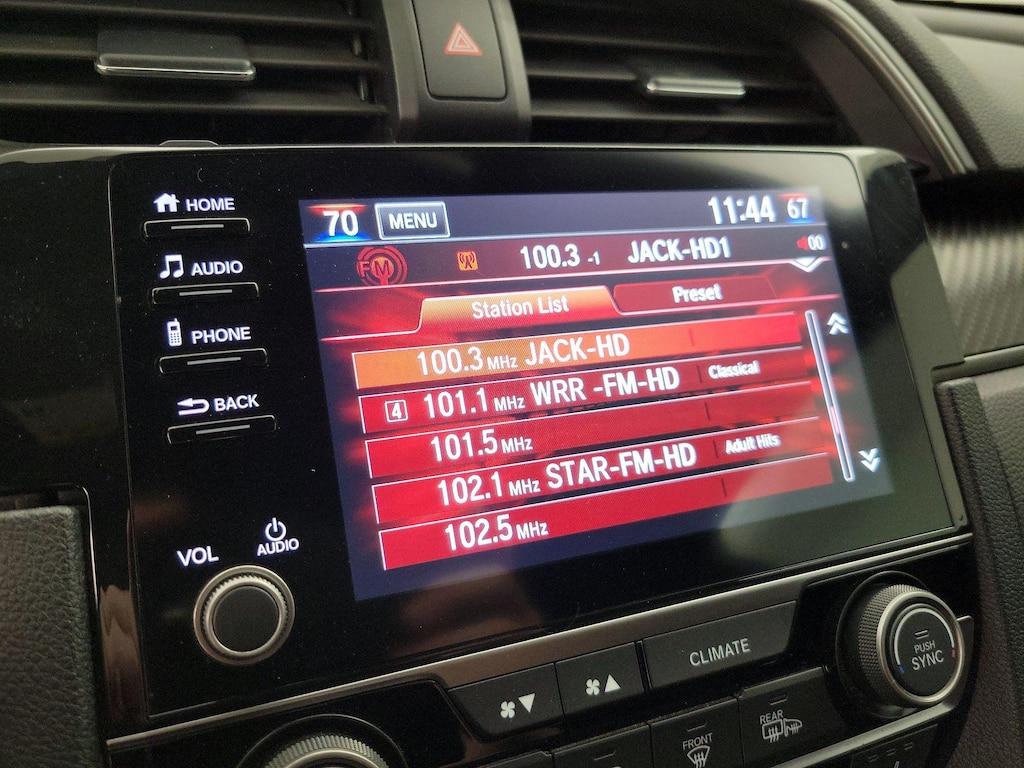 HOME
AUDIO
PHONE
BACK
VOL
AUDIO
70 MENU 11:44 67
FM 100.3 -1 JACK-HD1 00
Station List Preset
100.3 MHz JACK-HD
4 101.1 MHz WRR -FM-HD Classical
101.5 MHz
102.1 MHz STAR-FM-HD Adult Hits
102.5 MHz
CLIMATE
PUSH
SYNC
FRONT
REAR